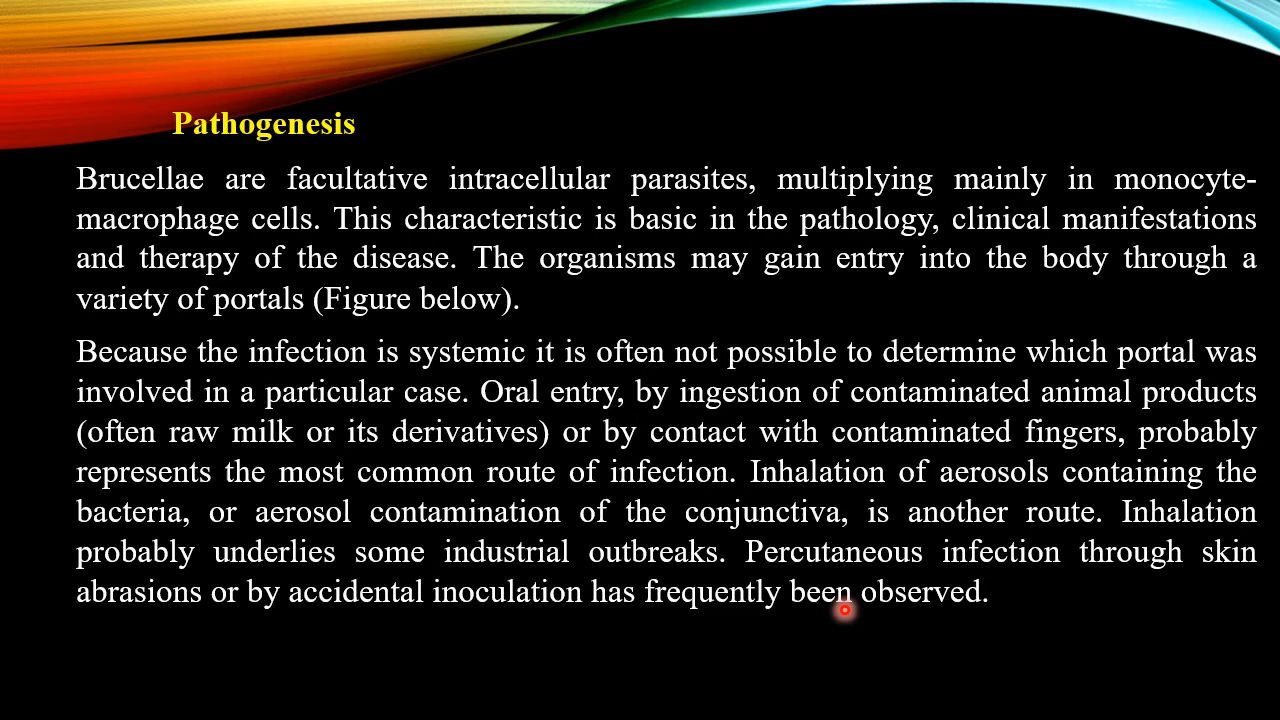 Pathogenesis
Brucellae are facultative intracellular parasites, multiplying mainly in monocyte-
macrophage cells. This characteristic is basic in the pathology, clinical manifestations
and therapy of the disease. The organisms may gain entry into the body through a
variety of portals (Figure below).
Because the infection is systemic it is often not possible to determine which portal was
involved in a particular case. Oral entry, by ingestion of contaminated animal products
(often raw milk or its derivatives) or by contact with contaminated fingers, probably
represents the most common route of infection. Inhalation of aerosols containing the
bacteria, or aerosol contamination of the conjunctiva, is another route. Inhalation
probably underlies some industrial outbreaks. Percutaneous infection through skin
abrasions or by accidental inoculation has frequently been observed.